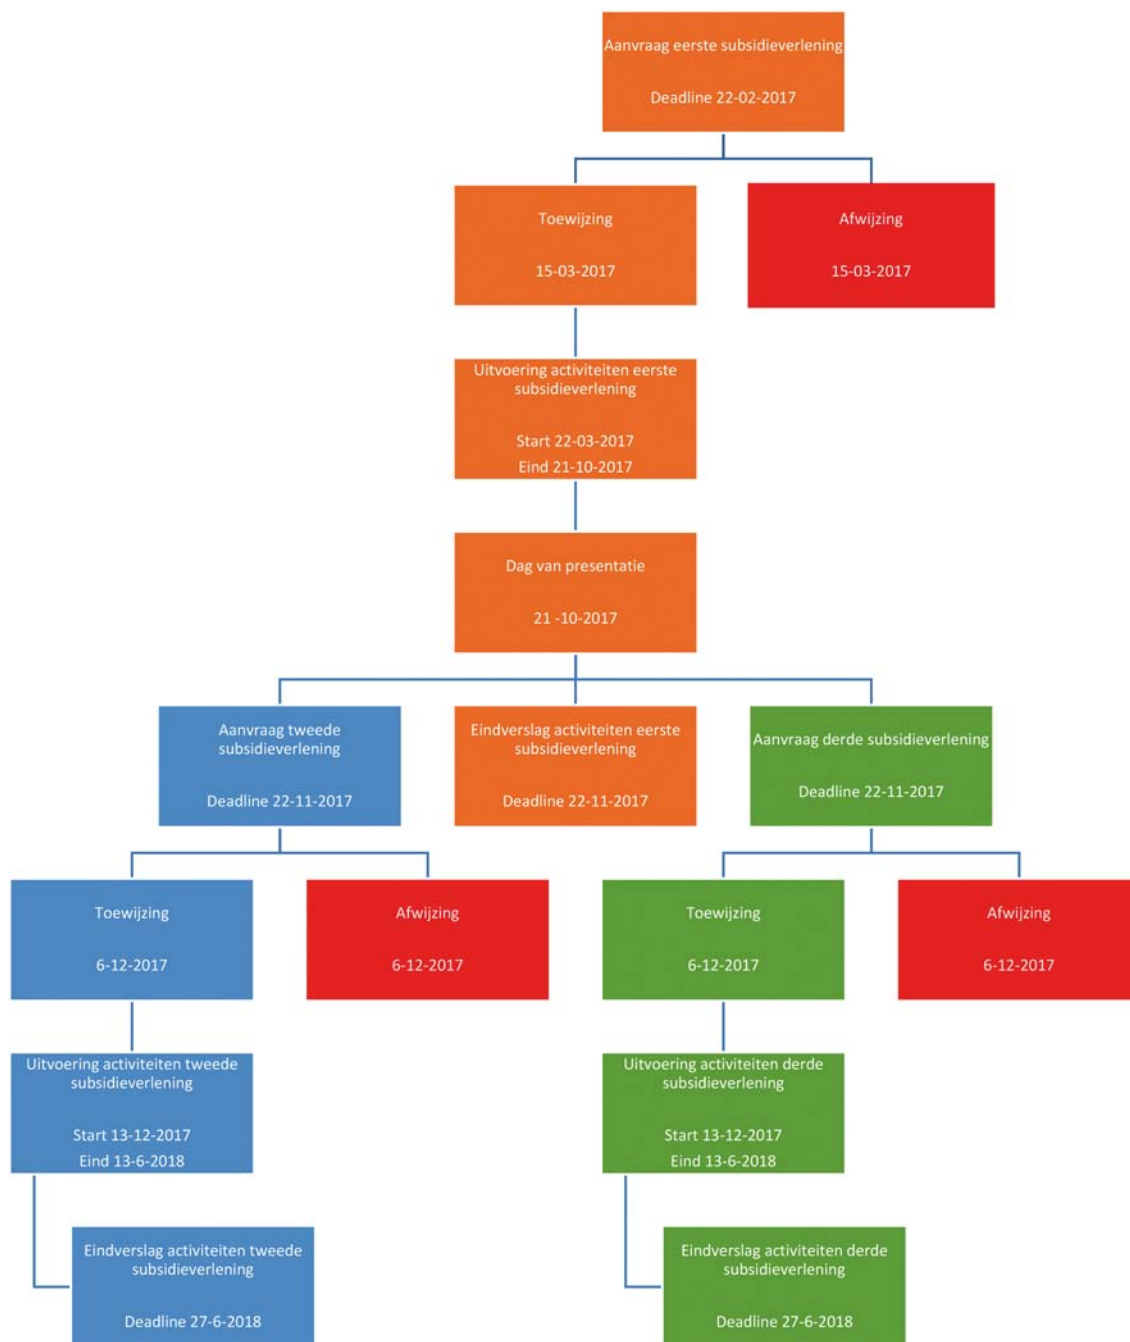 Aanvraag eerste subsidieverlening
Deadline 22-02-2017
Toewijzing
15-03-2017
Afwijzing
15-03-2017
Uitvoering activiteiten eerste
subsidieverlening
Start 22-03-2017
Eind 21-10-2017
Dag van presentatie
21 -10-2017
Aanvraag tweede
subsidieverlening
Deadline 22-11-2017
Eindverslag activiteiten eerste
subsidieverlening
Deadline 22-11-2017
Aanvraag derde subsidieverlening
Deadline 22-11-2017
Toewijzing
6-12-2017
Afwijzing
6-12-2017
Toewijzing
6-12-2017
Afwijzing
6-12-2017
Uitvoering activiteiten tweede
subsidieverlening
Start 13-12-2017
Eind 13-6-2018
Uitvoering activiteiten derde
subsidieverlening
Start 13-12-2017
Eind 13-6-2018
Eindverslag activiteiten tweede
subsidieverlening
Deadline 27-6-2018
Eindverslag activiteiten derde
subsidieverlening
Deadline 27-6-2018